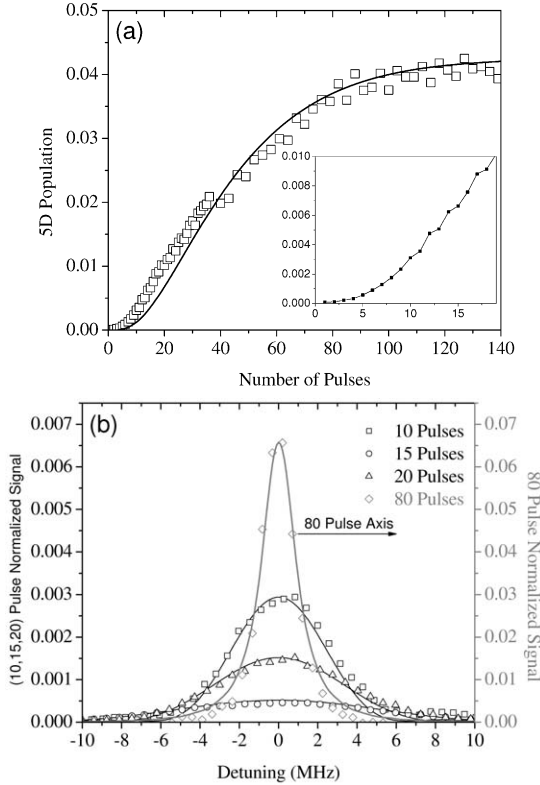 (a)
5D Population
0.05
0.04
0.03
0.02
0.01
0.00
0.010
0.008
0.006
0.004
0.002
0.000
0 5 10 15
0 20 40 60 80 100 120 140
Number of Pulses
(b)
(10,15,20) Pulse Normalized Signal
0.007
0.006
0.005
0.004
0.003
0.002
0.001
0.000
10 Pulses
15 Pulses
20 Pulses
80 Pulses
80 Pulse Axis
0.07
0.06
0.05
0.04
0.03
0.02
0.01
0.00
80 Pulse Normalized Signal
-10 -8 -6 -4 -2 0 2 4 6 8 10
Detuning (MHz)